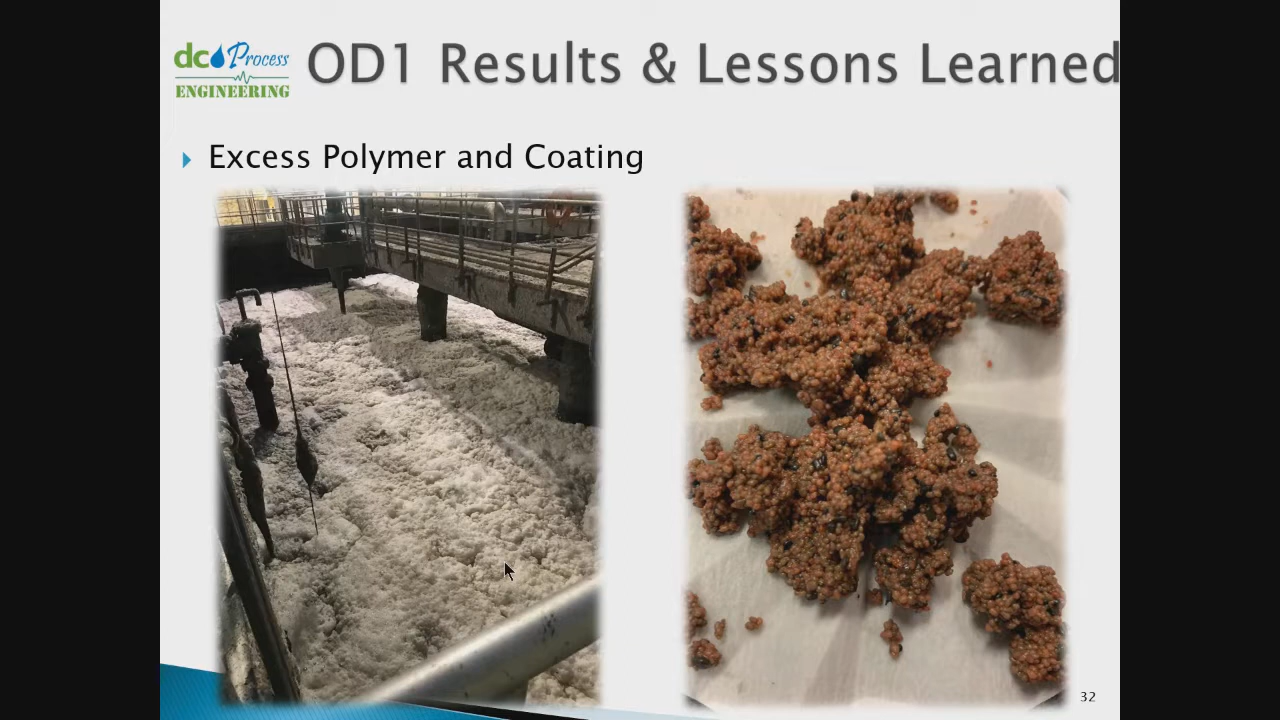 dc Process
ENGINEERING
OD1 Results & Lessons Learned
Excess Polymer and Coating
32